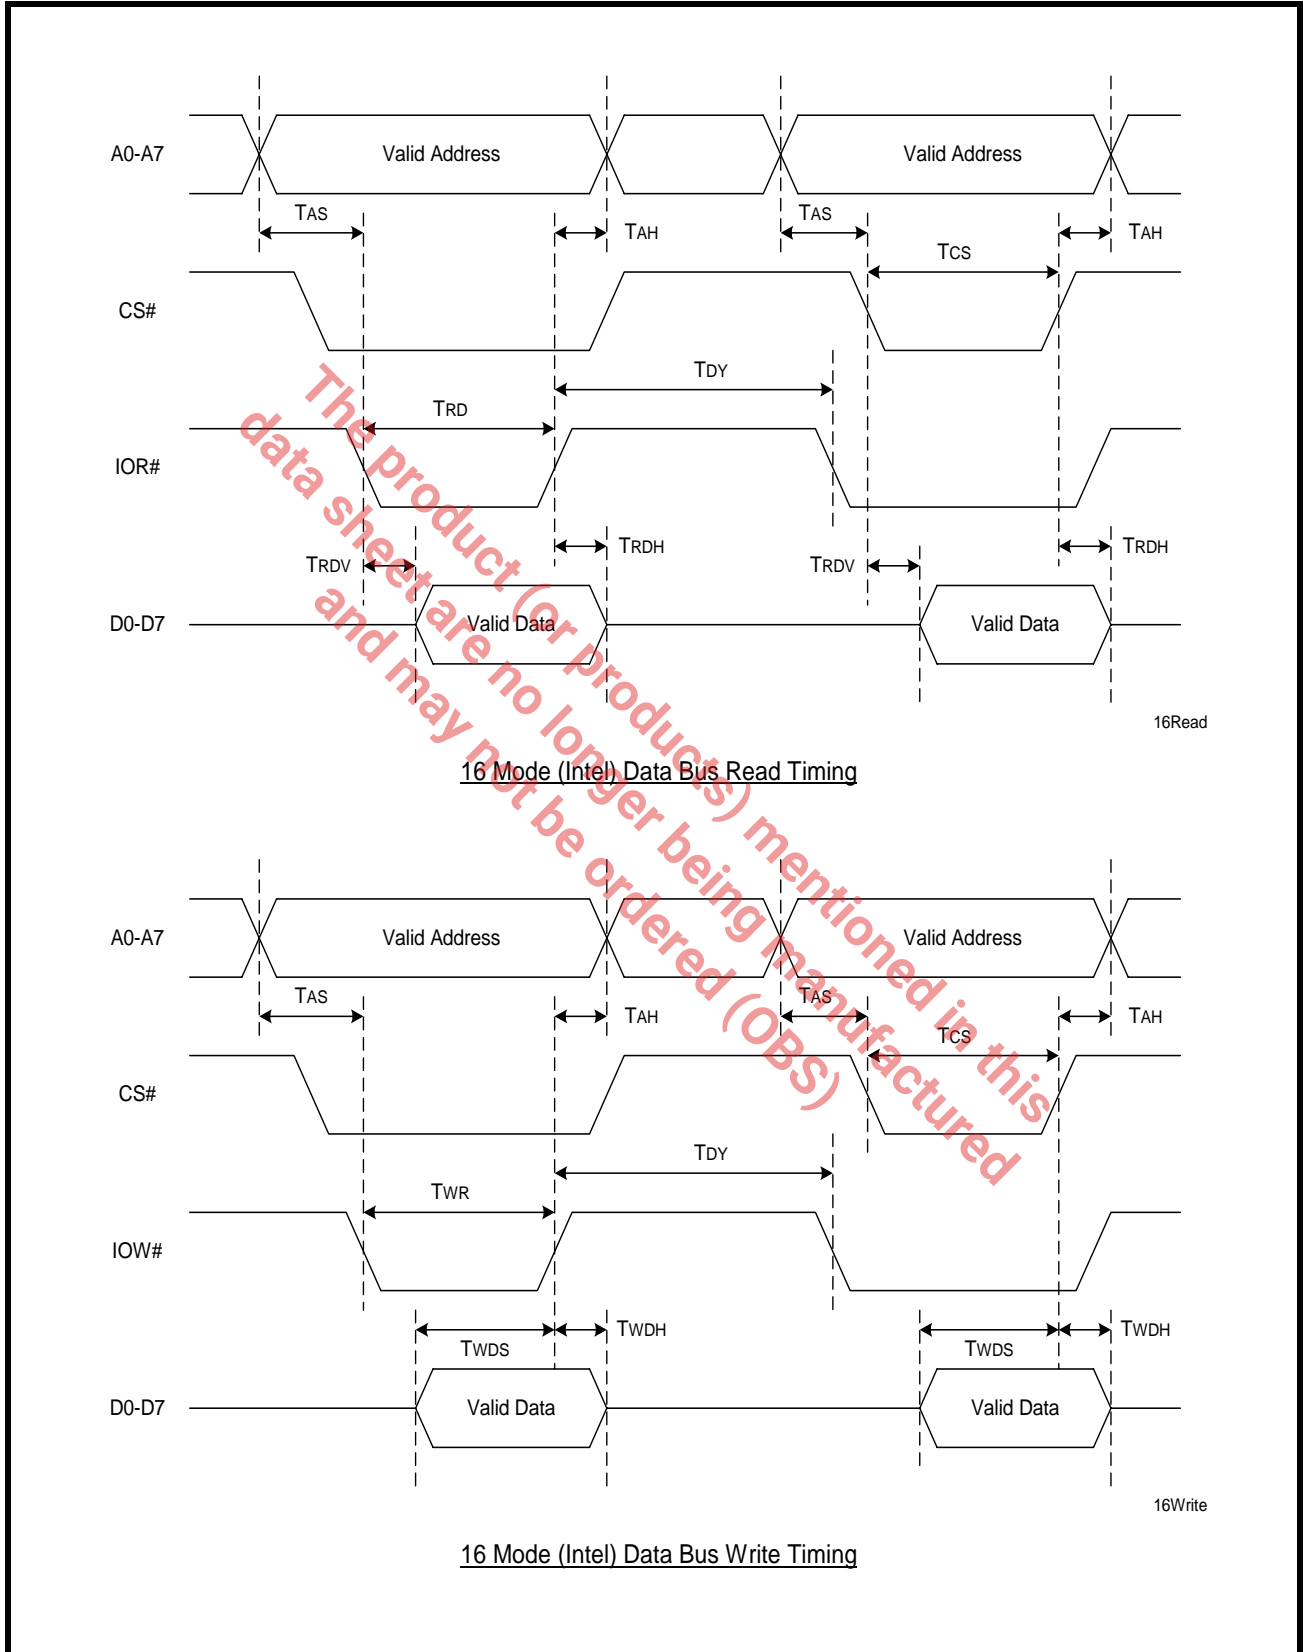 A0-A7
Valid Address
Valid Address
TAS
TAH
TAS
TAH
TCS
CS#
TDY
TRD
IOR#
TRDH
TRDH
TRDV
TRDV
D0-D7
Valid Data
Valid Data
16Read
16 Mode (Intel) Data Bus Read Timing
A0-A7
Valid Address
Valid Address
TAS
TAH
TAS
TAH
TCS
CS#
TDY
TWR
IOW#
TWDH
TWDH
TWDS
TWDS
D0-D7
Valid Data
Valid Data
16Write
16 Mode (Intel) Data Bus Write Timing
The product (or products) mentioned in this
data sheet are no longer being manufactured
and may not be ordered (OBS)